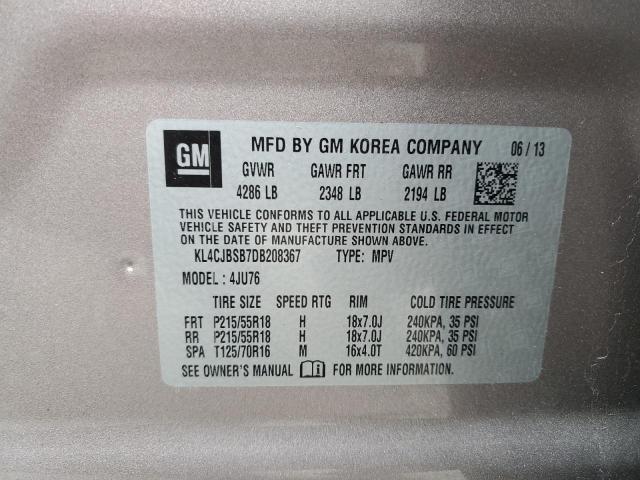 GM MFD BY GM KOREA COMPANY 06 / 13
GVWR GAWR FRT GAWR RR
4286 LB 2348 LB 2194 LB
THIS VEHICLE CONFORMS TO ALL APPLICABLE U.S. FEDERAL MOTOR
VEHICLE SAFETY AND THEFT PREVENTION STANDARDS IN EFFECT ON
THE DATE OF MANUFACTURE SHOWN ABOVE.
KL4CJBSB7DB208367 TYPE: MPV
MODEL: 4JU76
TIRE SIZE SPEED RTG RIM COLD TIRE PRESSURE
FRT P215/55R18 H 18x7.0J 240KPA, 35 PSI
RR P215/55R18 H 18x7.0J 240KPA, 35 PSI
SPA T125/70R16 M 16x4.0T 420KPA, 60 PSI
SEE OWNER'S MANUAL FOR MORE INFORMATION.